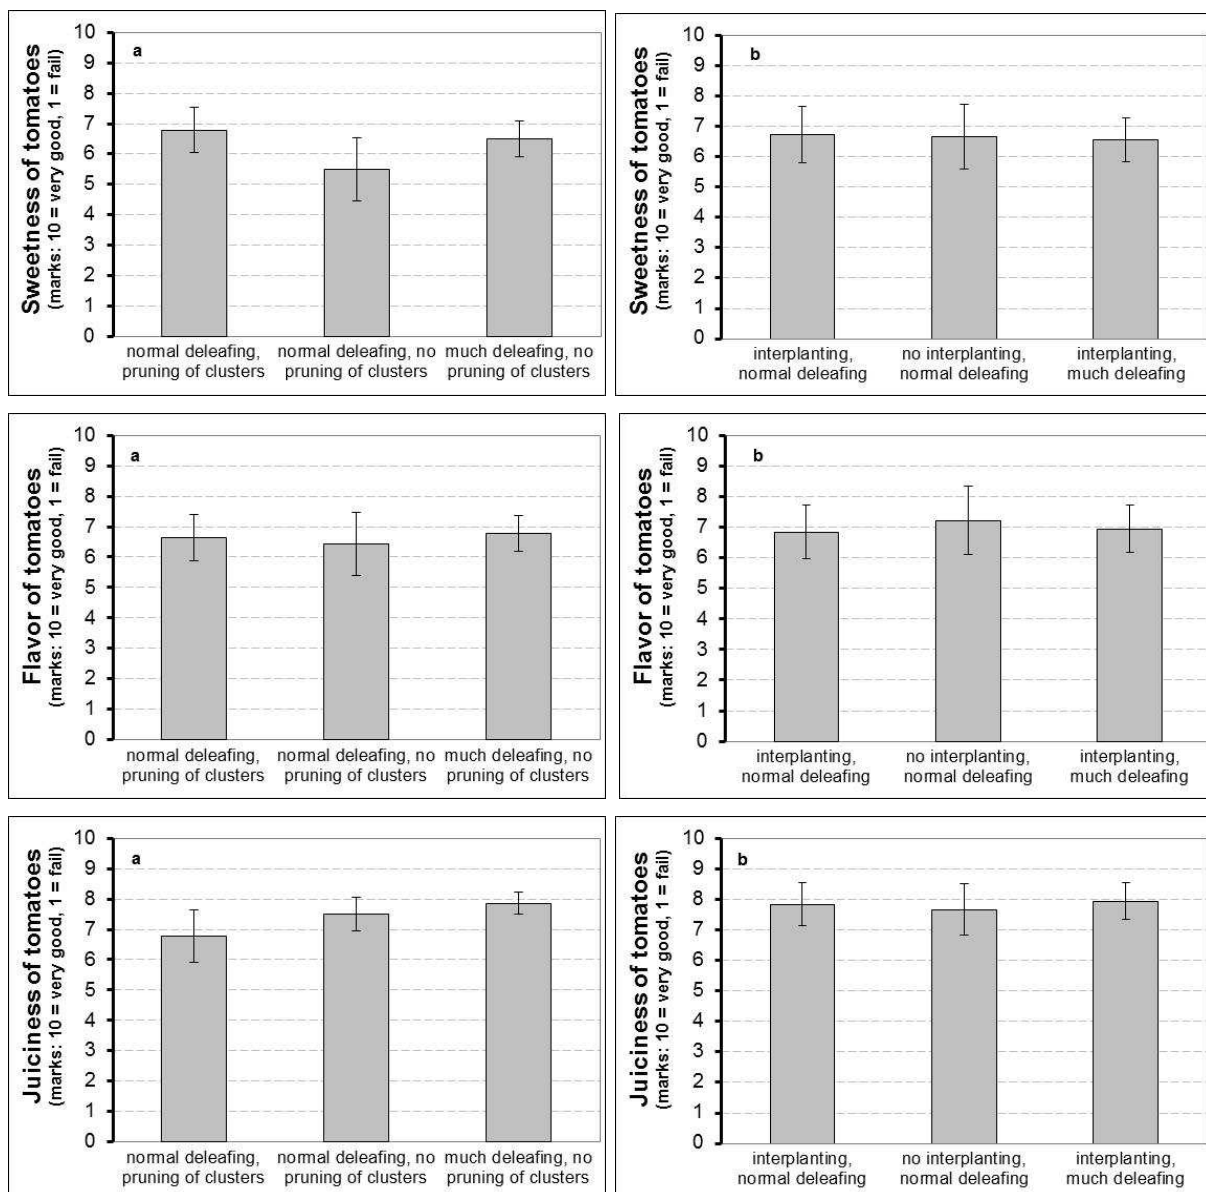 Sweetness of tomatoes
(marks: 10 = very good, 1 = fail)
10
9
8
7
6
5
4
3
2
1
0
a
normal deleafing,
pruning of clusters
normal deleafing, no
pruning of clusters
much deleafing, no
pruning of clusters
Sweetness of tomatoes
(marks: 10 = very good, 1 = fail)
10
9
8
7
6
5
4
3
2
1
0
b
interplanting,
normal deleafing
no interplanting,
normal deleafing
interplanting,
much deleafing
Flavor of tomatoes
(marks: 10 = very good, 1 = fail)
10
9
8
7
6
5
4
3
2
1
0
a
normal deleafing,
pruning of clusters
normal deleafing, no
pruning of clusters
much deleafing, no
pruning of clusters
Flavor of tomatoes
(marks: 10 = very good, 1 = fail)
10
9
8
7
6
5
4
3
2
1
0
b
interplanting,
normal deleafing
no interplanting,
normal deleafing
interplanting,
much deleafing
Juiciness of tomatoes
(marks: 10 = very good, 1 = fail)
10
9
8
7
6
5
4
3
2
1
0
a
normal deleafing,
pruning of clusters
normal deleafing, no
pruning of clusters
much deleafing, no
pruning of clusters
Juiciness of tomatoes
(marks: 10 = very good, 1 = fail)
10
9
8
7
6
5
4
3
2
1
0
b
interplanting,
normal deleafing
no interplanting,
normal deleafing
interplanting,
much deleafing